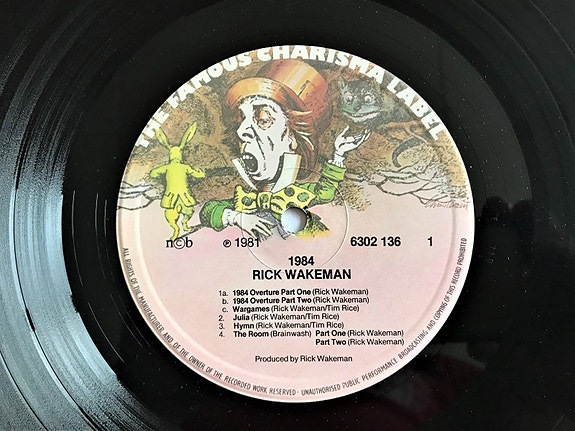 THE FAMOUS CHARISMA LABEL
n©b ℗ 1981 6302 136 1
1984
RICK WAKEMAN
1a. 1984 Overture Part One (Rick Wakeman)
b. 1984 Overture Part Two (Rick Wakeman)
c. Wargames (Rick Wakeman/Tim Rice)
2. Julia (Rick Wakeman/Tim Rice)
3. Hymn (Rick Wakeman/Tim Rice)
4. The Room (Brainwash) Part One (Rick Wakeman)
Part Two (Rick Wakeman)
Produced by Rick Wakeman
ALL RIGHTS OF THE MANUFACTURER, AND OF THE OWNER OF THE RECORDED WORK RESERVED · UNAUTHORISED PUBLIC PERFORMANCE, BROADCASTING AND COPYING OF THIS RECORD PROHIBITED